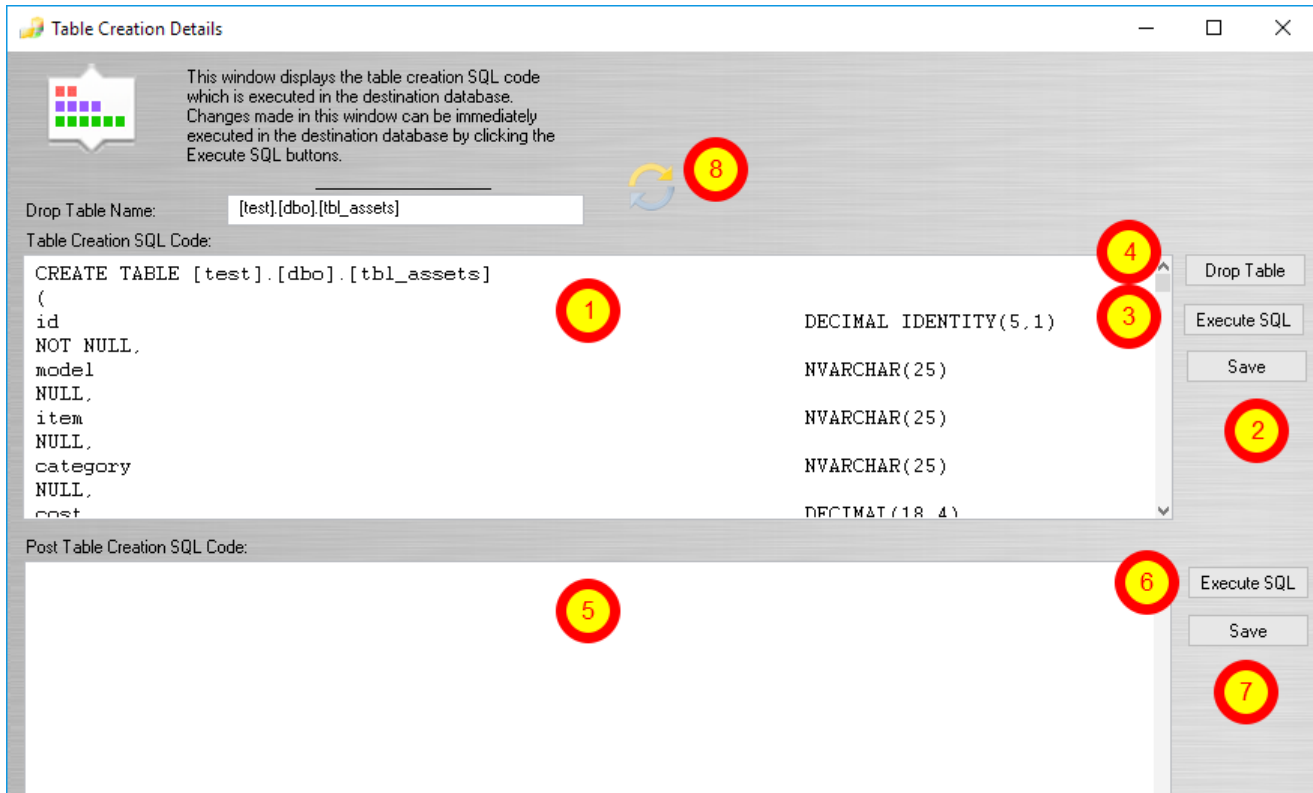 Table Creation Details
This window displays the table creation SQL code
which is executed in the destination database.
Changes made in this window can be immediately
executed in the destination database by clicking the
Execute SQL buttons.
8
Drop Table Name:
[test].[dbo].[tbl_assets]
Table Creation SQL Code:
CREATE TABLE [test].[dbo].[tbl_assets]
(
id DECIMAL IDENTITY(5,1)
NOT NULL,
model NVARCHAR(25)
NULL,
item NVARCHAR(25)
NULL,
category NVARCHAR(25)
NULL,
cost DECIMAL(18,4)
1
4
Drop Table
3
Execute SQL
Save
2
Post Table Creation SQL Code:
5
6
Execute SQL
Save
7